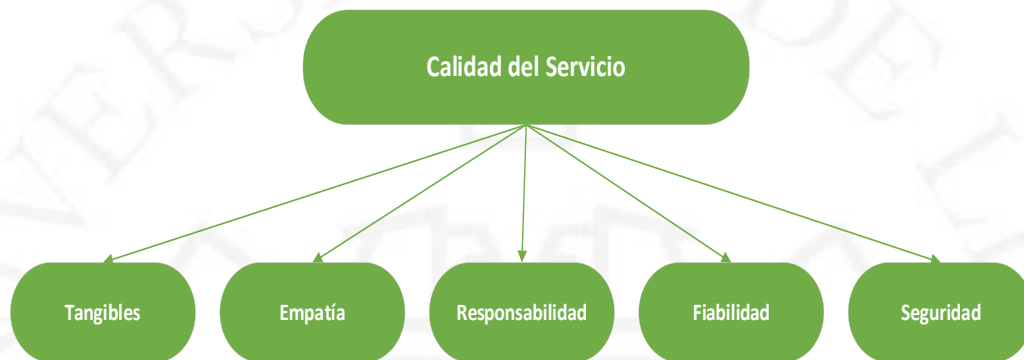 Calidad del Servicio
Tangibles
Empatía
Responsabilidad
Fiabilidad
Seguridad